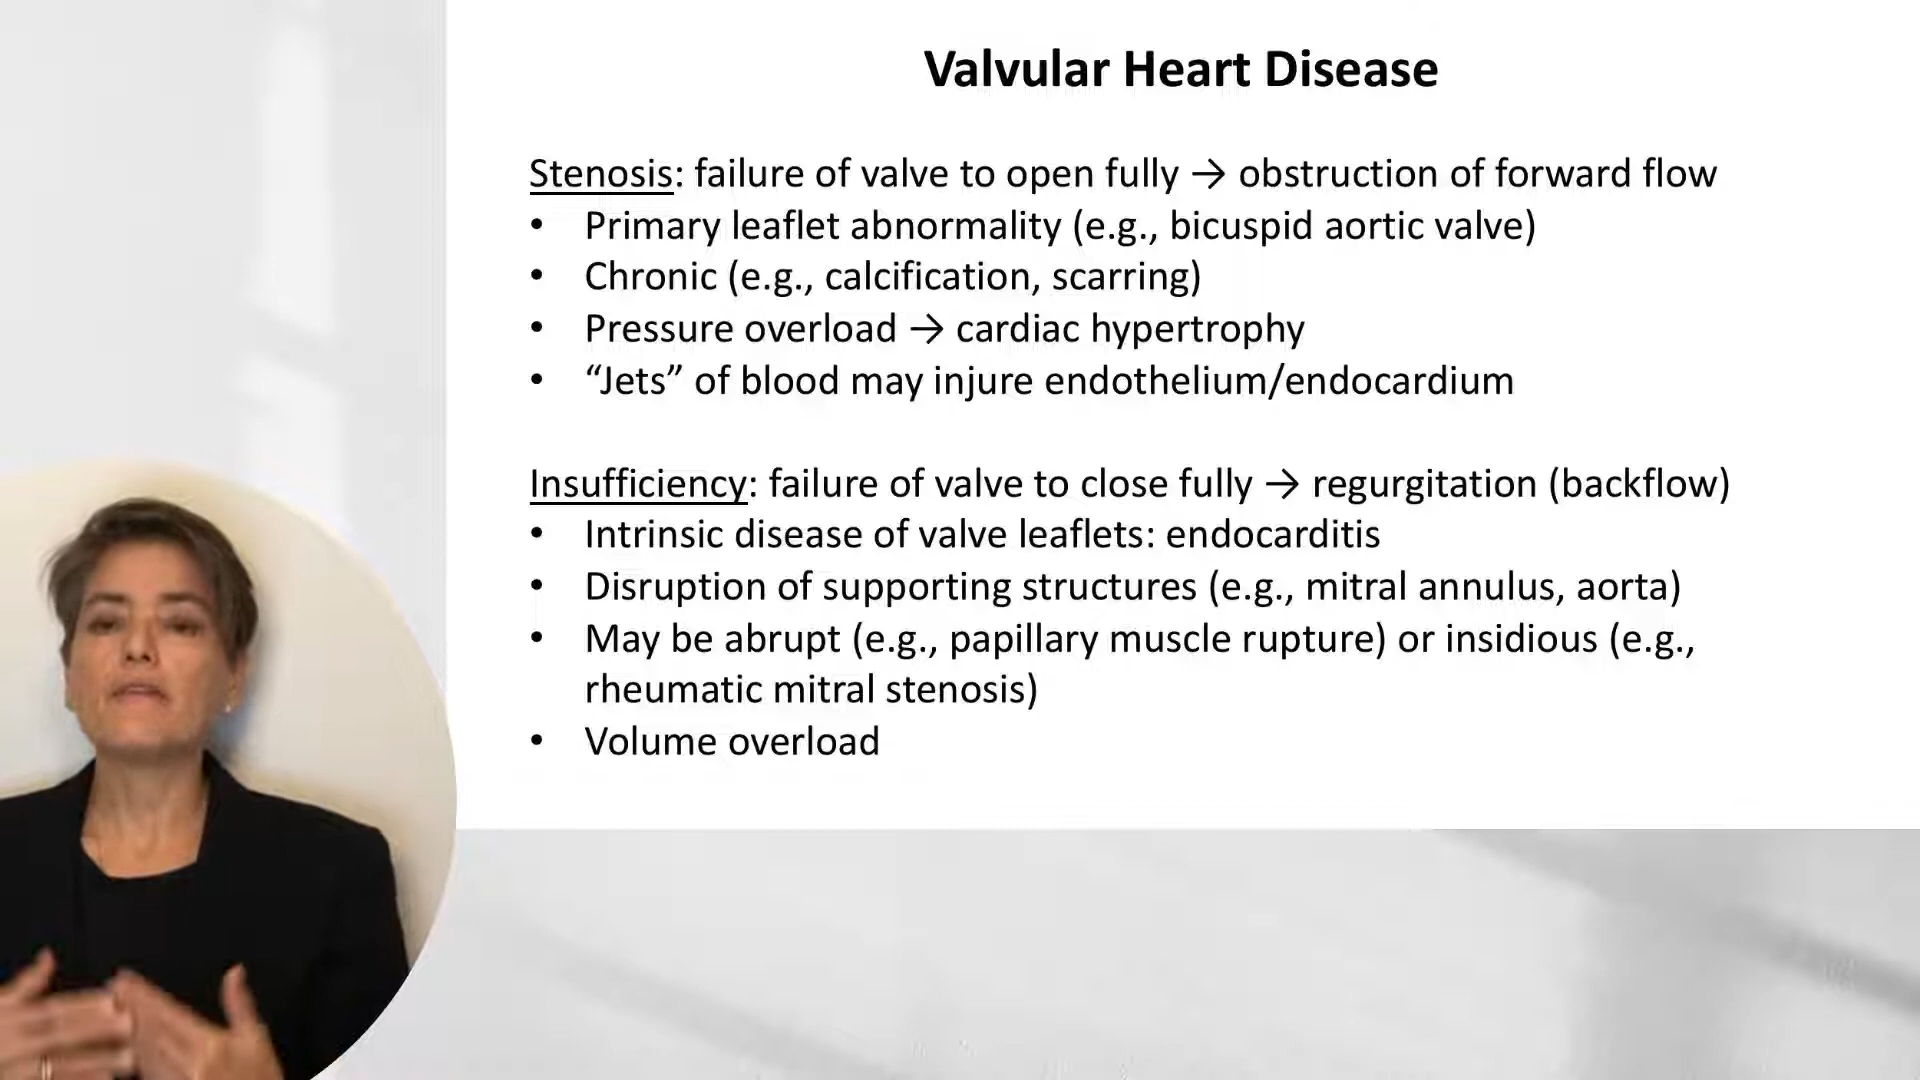 Valvular Heart Disease
Stenosis: failure of valve to open fully → obstruction of forward flow
• Primary leaflet abnormality (e.g., bicuspid aortic valve)
• Chronic (e.g., calcification, scarring)
• Pressure overload → cardiac hypertrophy
• “Jets” of blood may injure endothelium/endocardium
Insufficiency: failure of valve to close fully → regurgitation (backflow)
• Intrinsic disease of valve leaflets: endocarditis
• Disruption of supporting structures (e.g., mitral annulus, aorta)
• May be abrupt (e.g., papillary muscle rupture) or insidious (e.g.,
rheumatic mitral stenosis)
• Volume overload